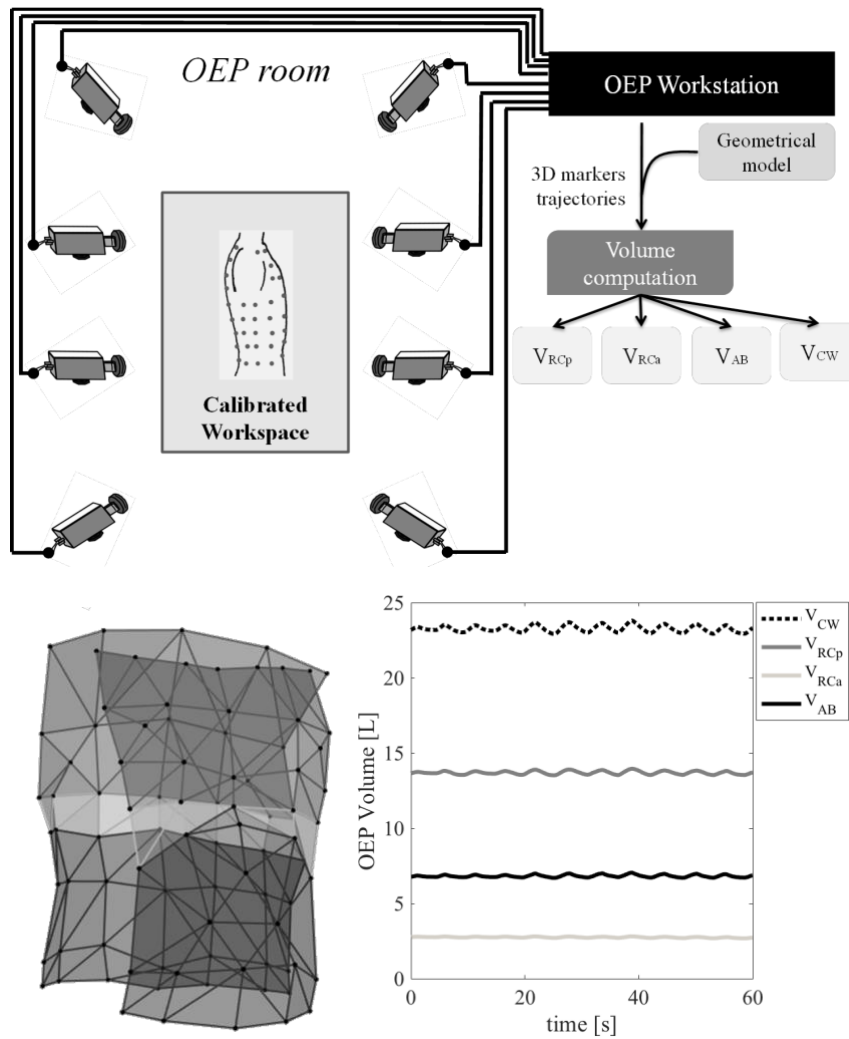 OEP room
OEP Workstation
Geometrical
model
3D markers
trajectories
Volume
computation
VRCp
VRCa
VAB
VCW
Calibrated
Workspace
25
20
15
10
5
0
OEP Volume [L]
0
20
40
60
time [s]
VCW
VRCp
VRCa
VAB